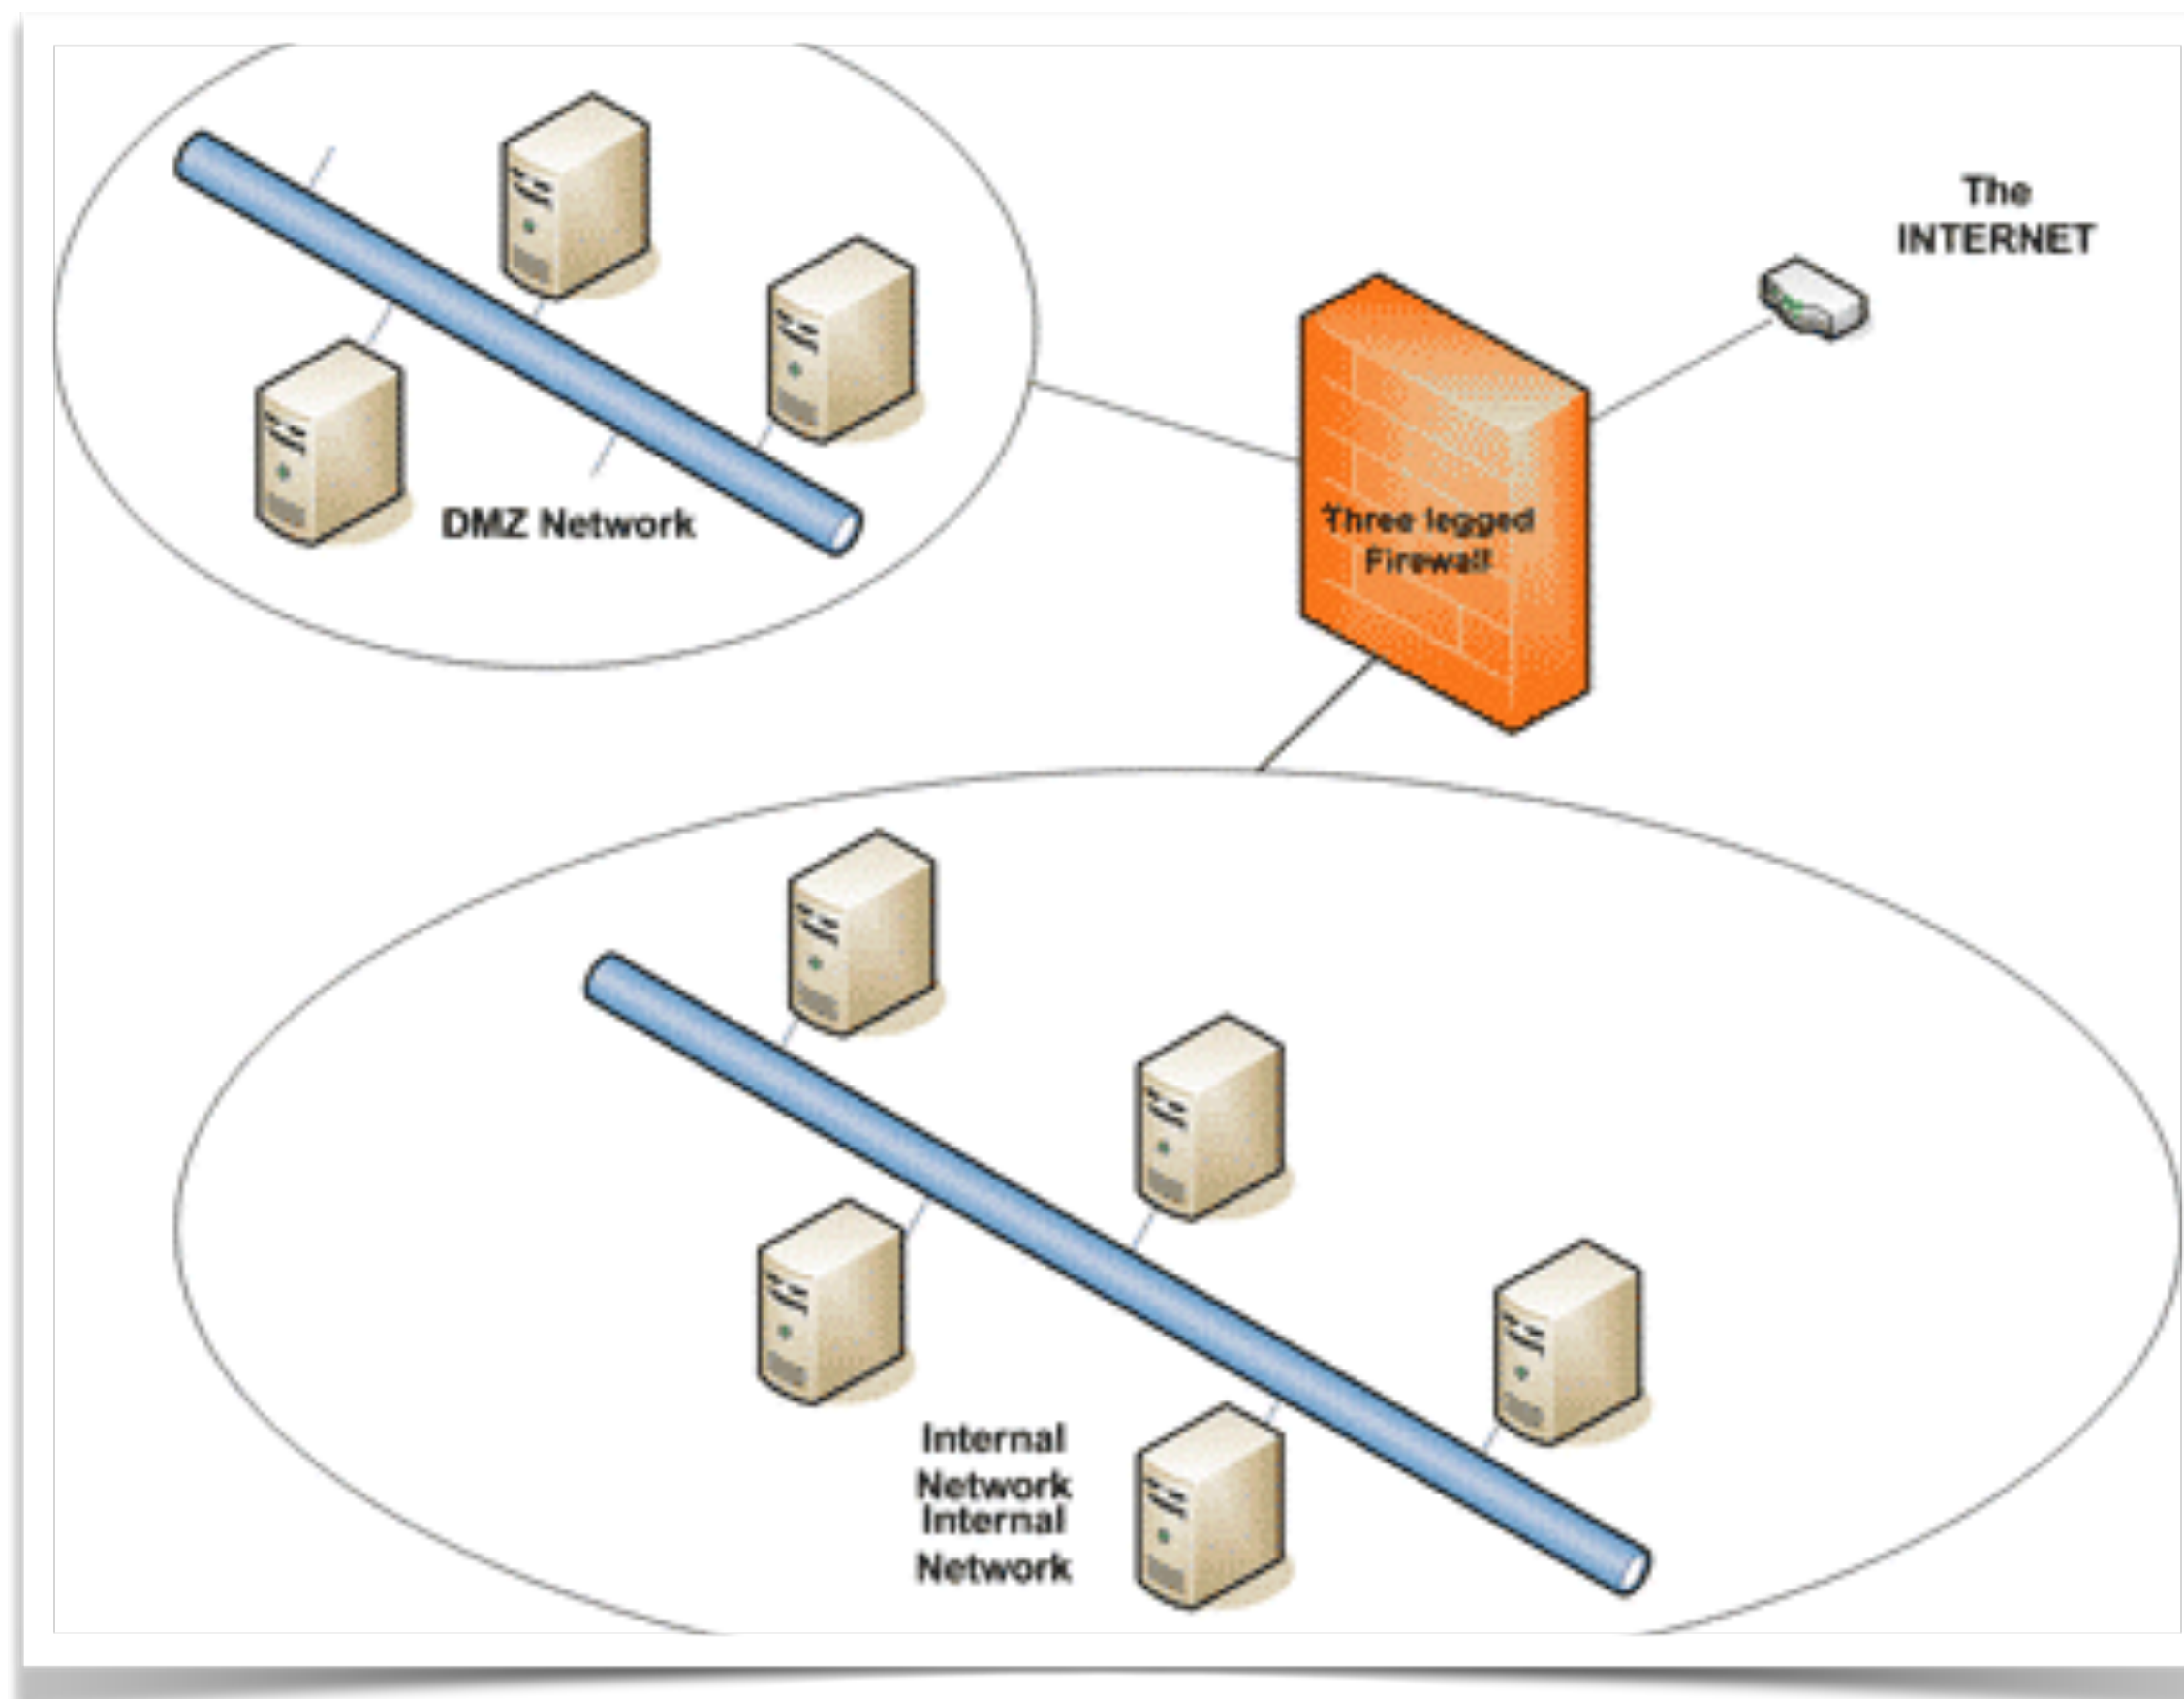 The
INTERNET
Three legged
Firewall
DMZ Network
Internal
Network
Internal
Network